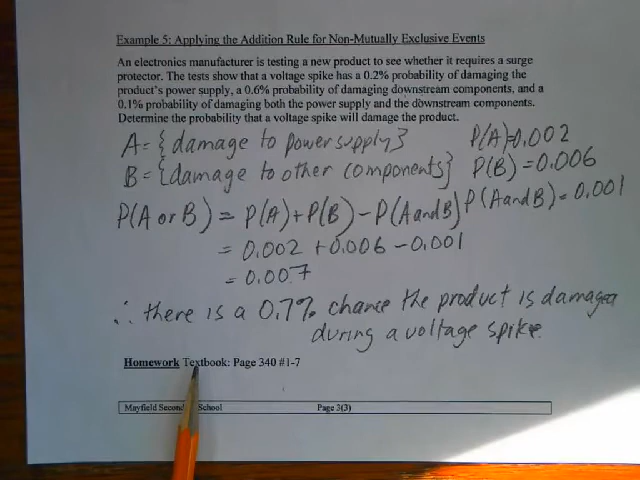 Example 5: Applying the Addition Rule for Non-Mutually Exclusive Events
An electronics manufacturer is testing a new product to see whether it requires a surge
protector. The tests show that a voltage spike has a 0.2% probability of damaging the
product's power supply, a 0.6% probability of damaging downstream components, and a
0.1% probability of damaging both the power supply and the downstream components.
Determine the probability that a voltage spike will damage the product.
A = { damage to power supply} P(A)=0.002
B = {damage to other components} P(B) = 0.006
P(A or B) = P(A) + P(B) - P(A and B) P(A and B) = 0.001
= 0.002 + 0.006 - 0.001
= 0.007
∴ there is a 0.7% chance the product is damaged
during a voltage spike.
Homework Textbook: Page 340 #1-7
Mayfield School Page 3(3)